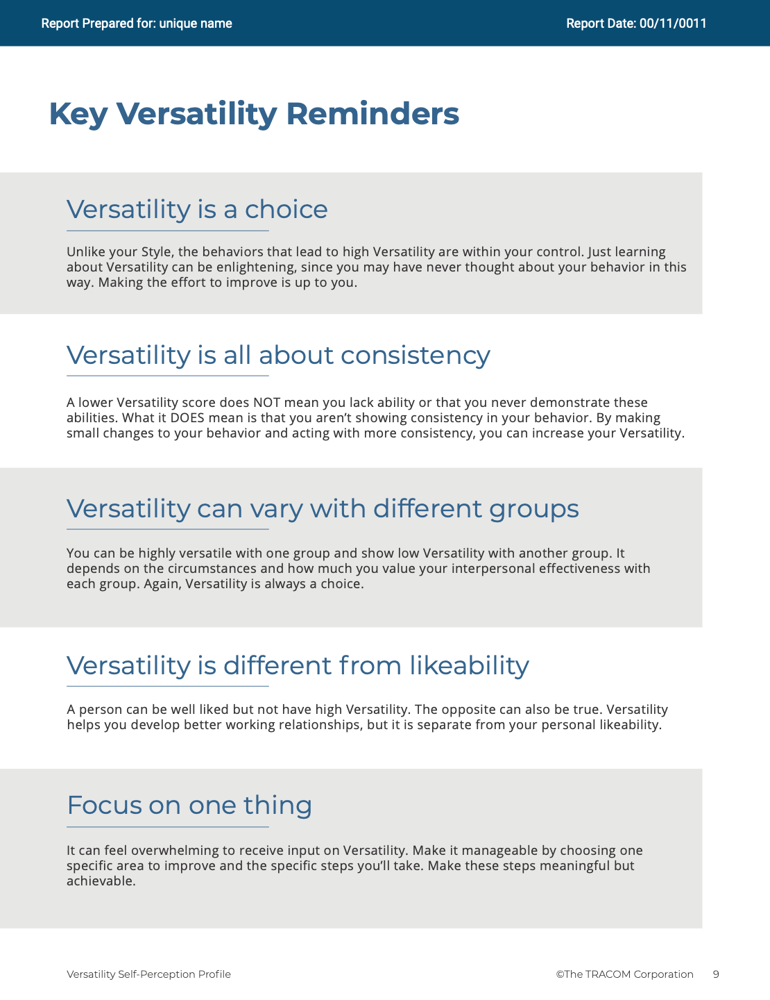 Report Prepared for: unique name
Report Date: 00/11/0011
Key Versatility Reminders
Versatility is a choice
Unlike your Style, the behaviors that lead to high Versatility are within your control. Just learning
about Versatility can be enlightening, since you may have never thought about your behavior in this
way. Making the effort to improve is up to you.
Versatility is all about consistency
A lower Versatility score does NOT mean you lack ability or that you never demonstrate these
abilities. What it DOES mean is that you aren’t showing consistency in your behavior. By making
small changes to your behavior and acting with more consistency, you can increase your Versatility.
Versatility can vary with different groups
You can be highly versatile with one group and show low Versatility with another group. It
depends on the circumstances and how much you value your interpersonal effectiveness with
each group. Again, Versatility is always a choice.
Versatility is different from likeability
A person can be well liked but not have high Versatility. The opposite can also be true. Versatility
helps you develop better working relationships, but it is separate from your personal likeability.
Focus on one thing
It can feel overwhelming to receive input on Versatility. Make it manageable by choosing one
specific area to improve and the specific steps you’ll take. Make these steps meaningful but
achievable.
Versatility Self-Perception Profile
©The TRACOM Corporation 9